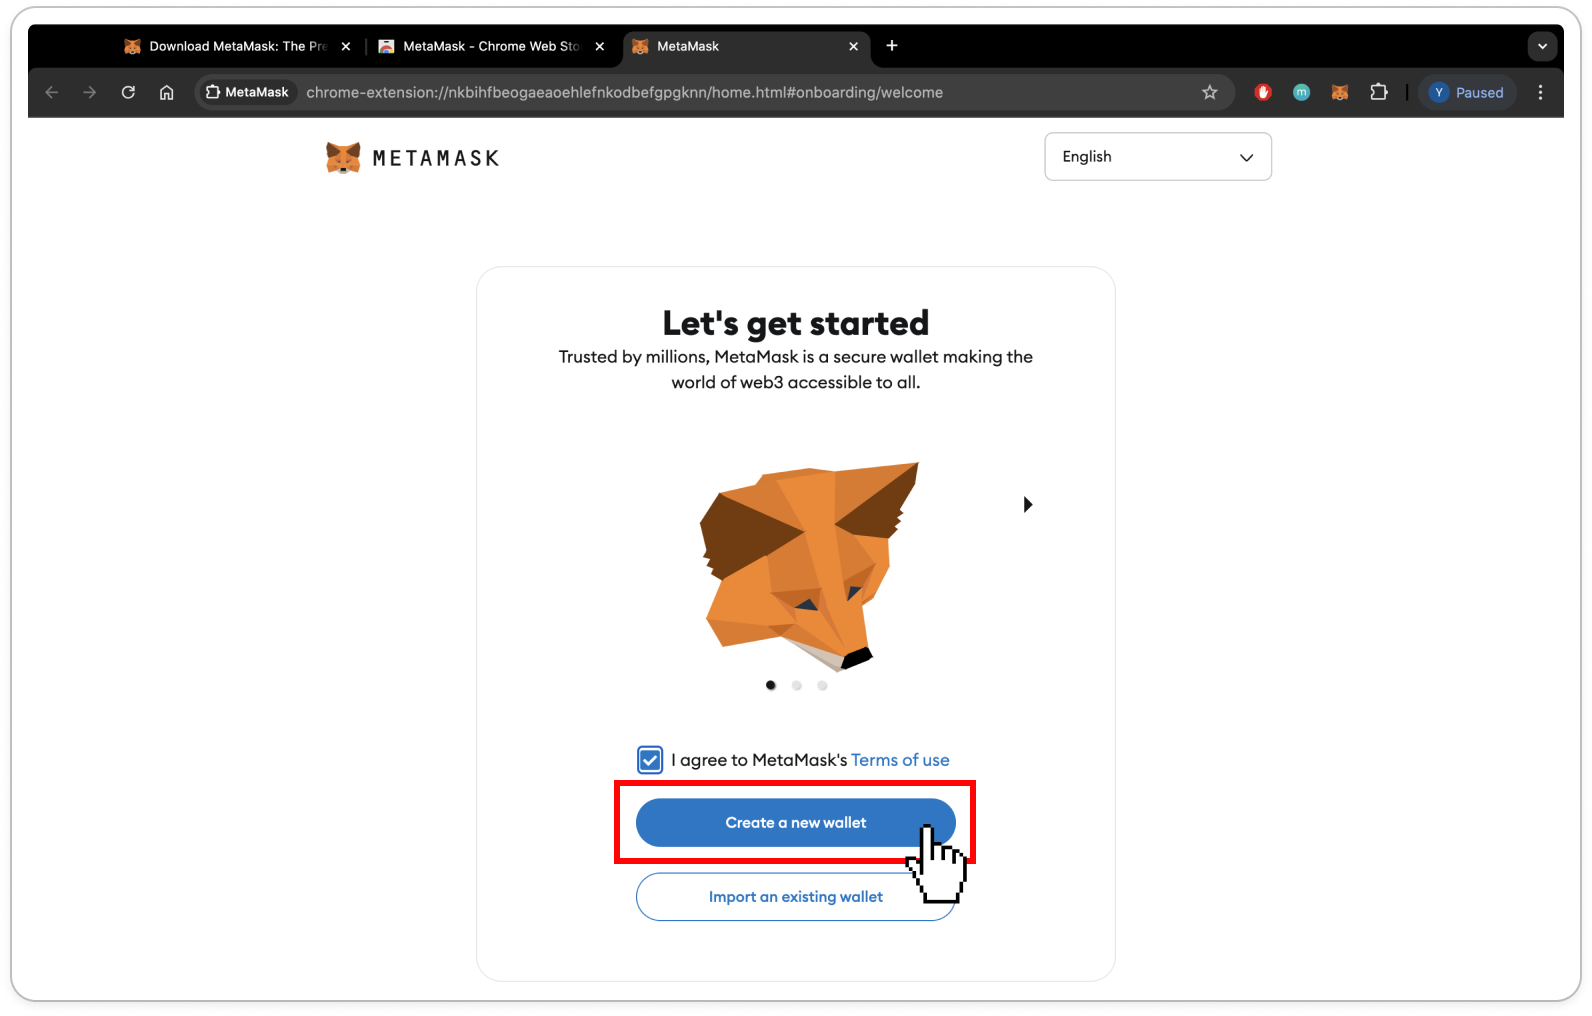 Download MetaMask: The Pre
MetaMask - Chrome Web Sto
MetaMask
MetaMask
chrome-extension://nkbihfbeogaeaoehlefnkodbefgpgknn/home.html#onboarding/welcome
m
Y
Paused
METAMASK
English
Let's get started
Trusted by millions, MetaMask is a secure wallet making the
world of web3 accessible to all.
I agree to MetaMask's Terms of use
Create a new wallet
Import an existing wallet